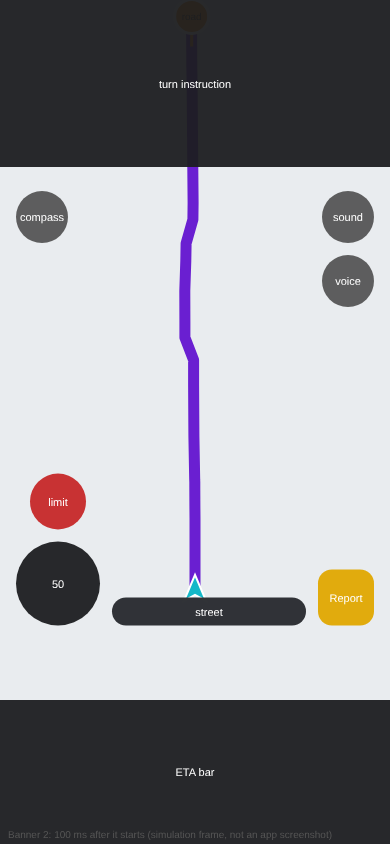 turn instruction
compass
sound
voice
limit
50
street
Report
ETA bar
Banner 2: 100 ms after it starts (simulation frame, not an app screenshot)